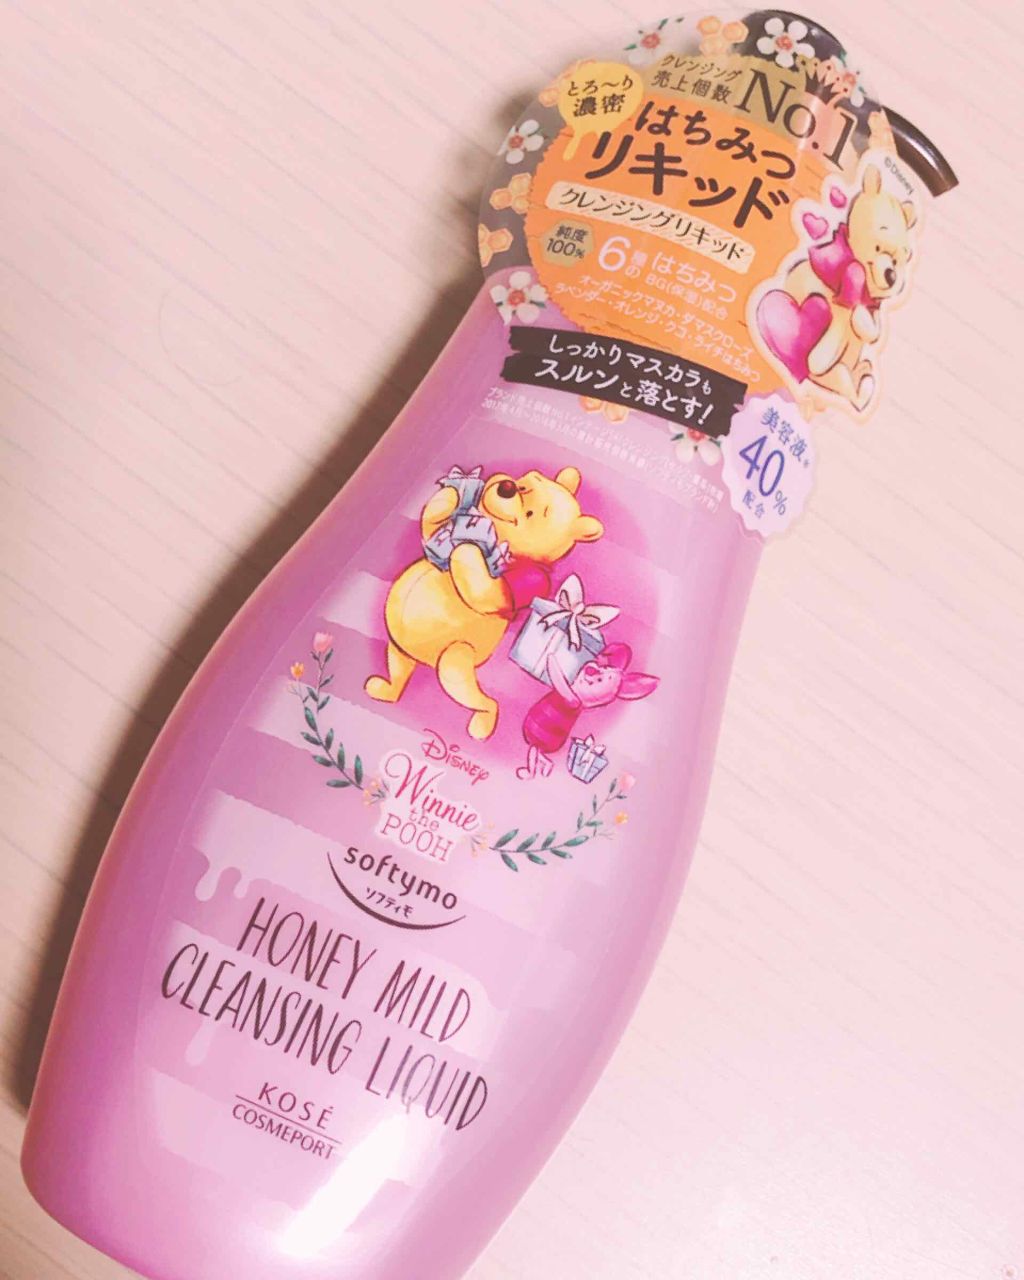 クレンジング
売上個数
No.1
とろ〜り
濃密
はちみつ
リキッド
クレンジングリキッド
©Disney
純度
100%
6種の
はちみつ
BG(保湿)配合
オーガニックマヌカ・ダマスクローズ
ラベンダー・オレンジ・クコ・ライチはちみつ
しっかりマスカラも
スルンと落とす!
美容液*
40%
配合
Disney
Winnie
the
POOH
softymo
ソフティモ
HONEY MILD
CLEANSING LIQUID
KOSÉ
COSMEPORT